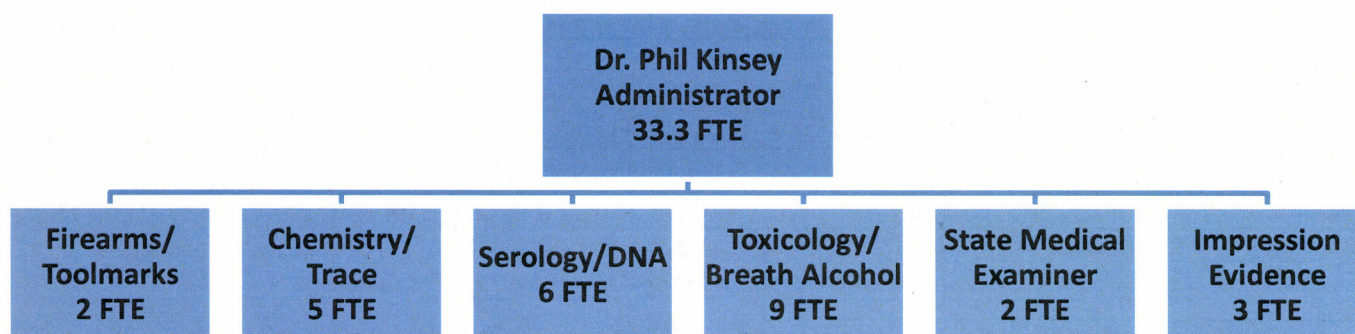 Dr. Phil Kinsey
Administrator
33.3 FTE
Firearms/
Toolmarks
2 FTE
Chemistry/
Trace
5 FTE
Serology/DNA
6 FTE
Toxicology/
Breath Alcohol
9 FTE
State Medical
Examiner
2 FTE
Impression
Evidence
3 FTE